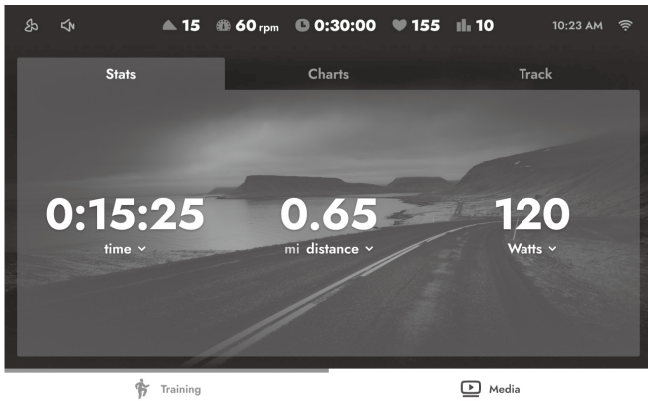 15 60 rpm 0:30:00 155 10 10:23 AM
Stats Charts Track
0:15:25 0.65 120
time mi distance Watts
Training Media